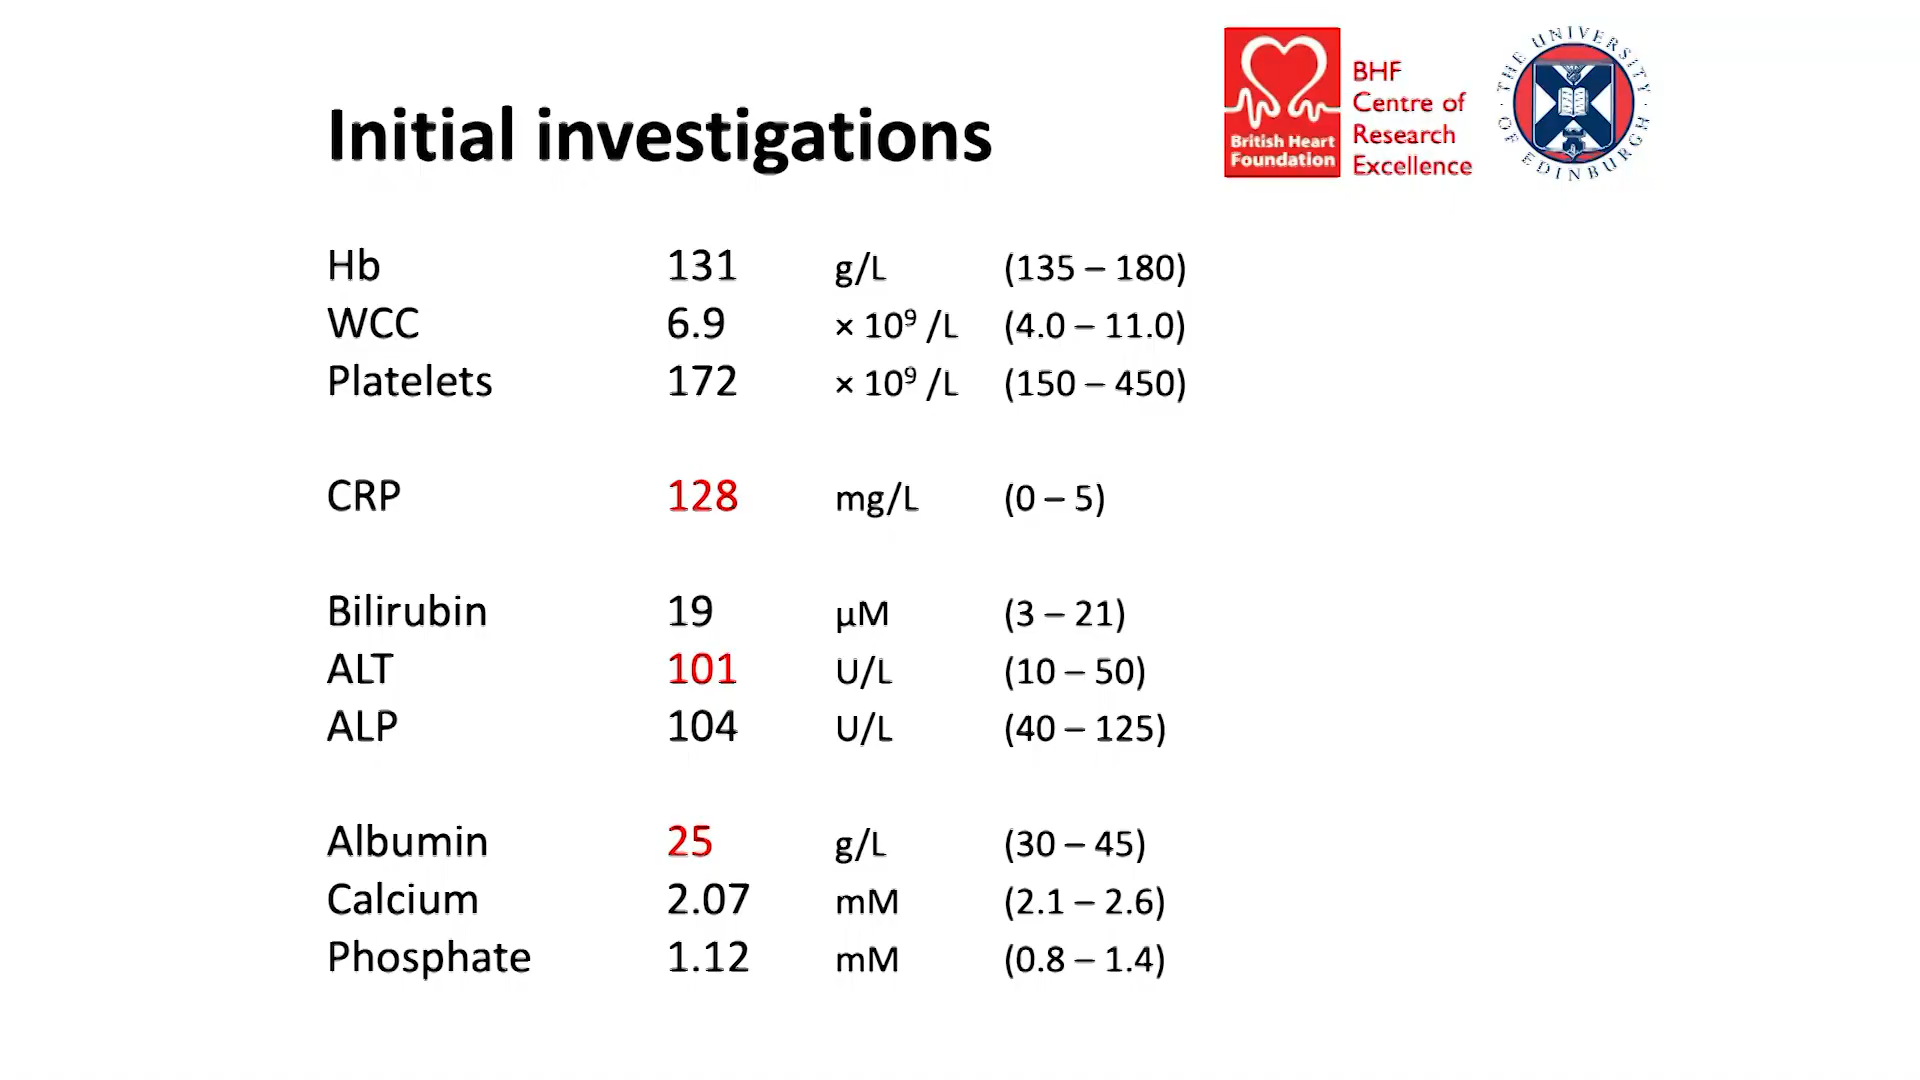 Initial investigations
British Heart
Foundation
BHF
Centre of
Research
Excellence
THE UNIVERSITY OF EDINBURGH
Hb 131 g/L (135 – 180)
WCC 6.9 × 10⁹ /L (4.0 – 11.0)
Platelets 172 × 10⁹ /L (150 – 450)
CRP 128 mg/L (0 – 5)
Bilirubin 19 µM (3 – 21)
ALT 101 U/L (10 – 50)
ALP 104 U/L (40 – 125)
Albumin 25 g/L (30 – 45)
Calcium 2.07 mM (2.1 – 2.6)
Phosphate 1.12 mM (0.8 – 1.4)